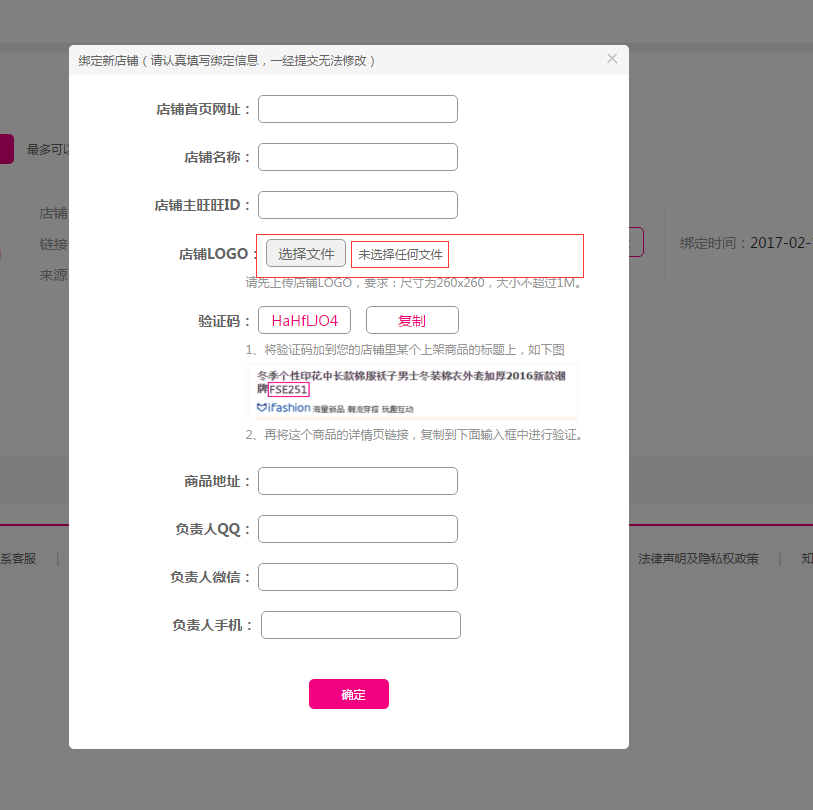 绑定新店铺（请认真填写绑定信息，一经提交无法修改）
×
店铺首页网址：
最多可以
店铺名称：
店铺主旺旺ID：
店铺
链接
来源
绑定时间：2017-02-
店铺LOGO：
选择文件
未选择任何文件
请先上传店铺LOGO，要求：尺寸为260x260，大小不超过1M。
验证码：
HaHfLJO4
复制
1、将验证码加到您的店铺里某个上架商品的标题上，如下图
冬季个性印花中长款棉服袄子男士冬装棉衣外套加厚2016新款潮
牌FSE251
ifashion 海量新品 潮流穿搭 玩趣互动
2、再将这个商品的详情页链接，复制到下面输入框中进行验证。
商品地址：
负责人QQ：
系客服 |
法律声明及隐私权政策 | 知
负责人微信：
负责人手机：
确定